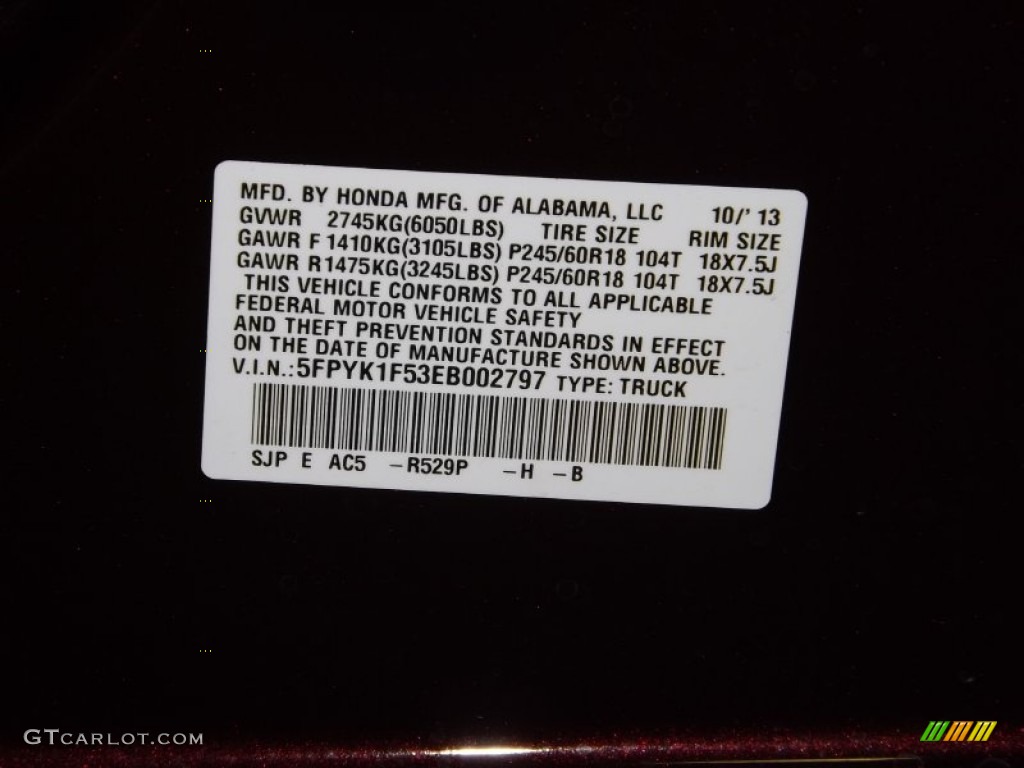 MFD. BY HONDA MFG. OF ALABAMA, LLC 10/' 13
GVWR 2745KG(6050LBS) TIRE SIZE RIM SIZE
GAWR F 1410KG(3105LBS) P245/60R18 104T 18X7.5J
GAWR R1475KG(3245LBS) P245/60R18 104T 18X7.5J
THIS VEHICLE CONFORMS TO ALL APPLICABLE
FEDERAL MOTOR VEHICLE SAFETY
AND THEFT PREVENTION STANDARDS IN EFFECT
ON THE DATE OF MANUFACTURE SHOWN ABOVE.
V.I.N.:5FPYK1F53EB002797 TYPE: TRUCK
SJP E AC5 -R529P -H -B
GTCARLOT.COM